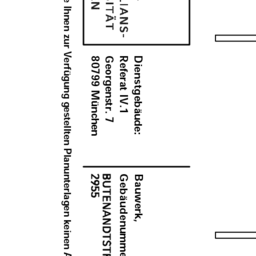 IANS-
ITÄT
N
Dienstgebäude:
Referat IV.1
Georgenstr. 7
80799 München
Bauwerk,
Gebäudenumme
BUTENANDTSTR
2955
e Ihnen zur Verfügung gestellten Planunterlagen keinen A